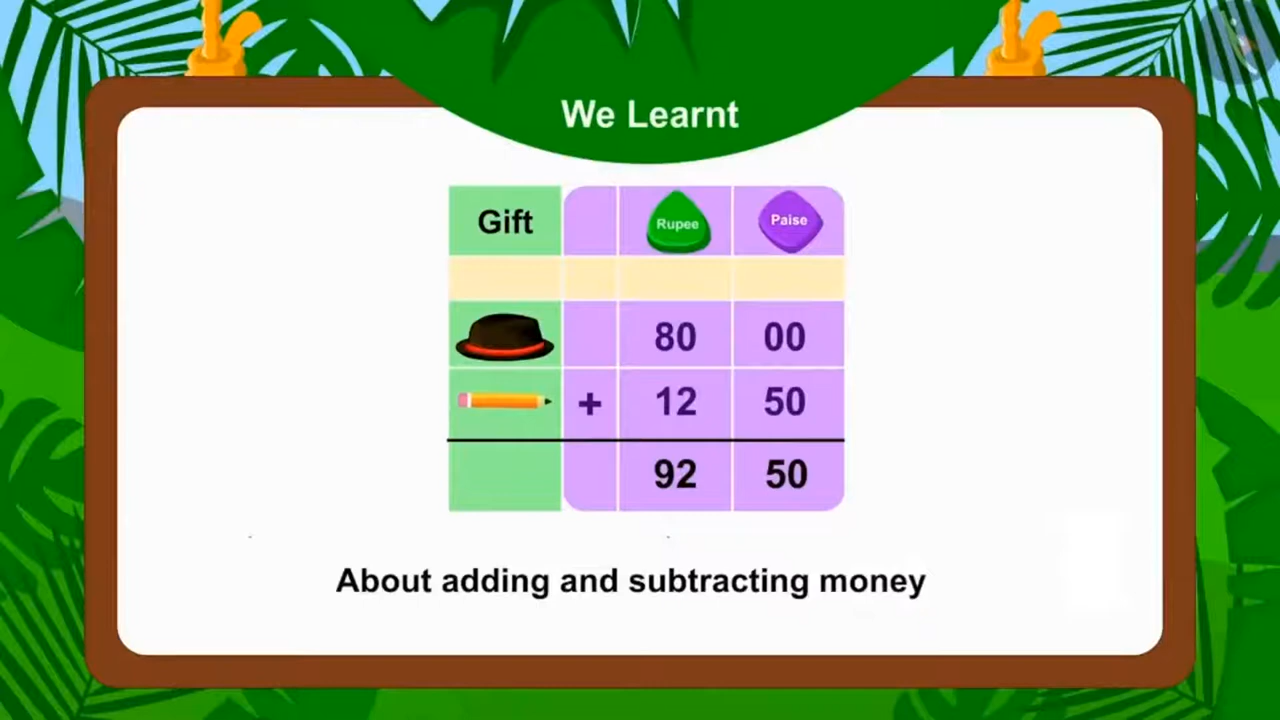 We Learnt
Gift Rupee Paise
80 00
+ 12 50
92 50
About adding and subtracting money